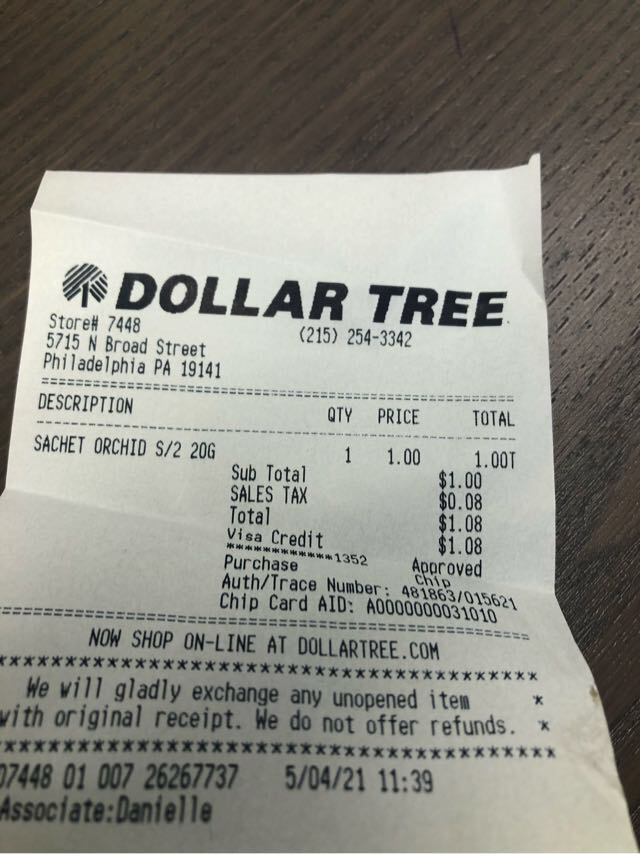 DOLLAR TREE
Store# 7448 (215) 254-3342
5715 N Broad Street
Philadelphia PA 19141
DESCRIPTION QTY PRICE TOTAL
SACHET ORCHID S/2 20G 1 1.00 1.00T
Sub Total $1.00
SALES TAX $0.08
Total $1.08
Visa Credit $1.08
************1352
Purchase Approved
Chip
Auth/Trace Number: 481863/015621
Chip Card AID: A0000000031010
NOW SHOP ON-LINE AT DOLLARTREE.COM
We will gladly exchange any unopened item *
with original receipt. We do not offer refunds. *
07448 01 007 26267737 5/04/21 11:39
Associate:Danielle